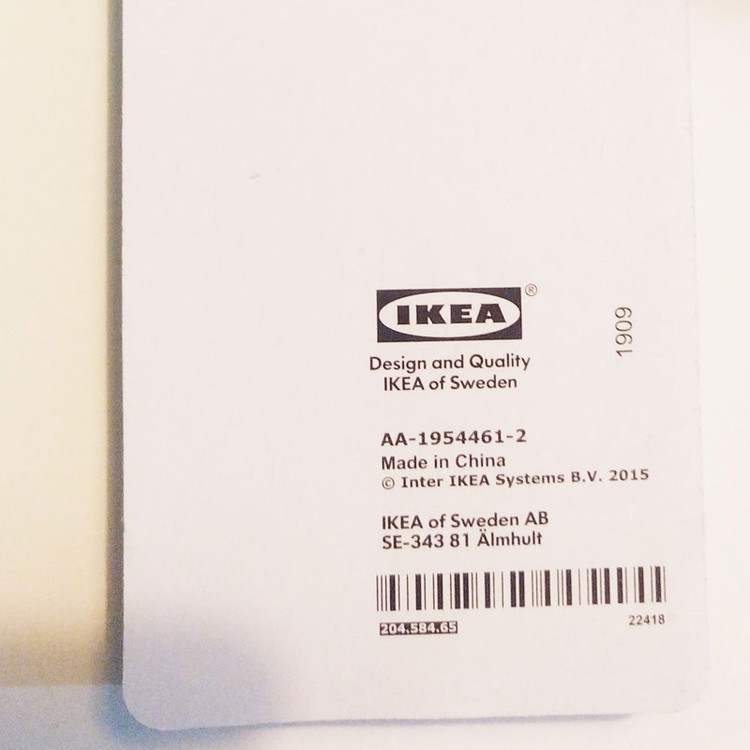 IKEA®
1909
Design and Quality
IKEA of Sweden
AA-1954461-2
Made in China
© Inter IKEA Systems B.V. 2015
IKEA of Sweden AB
SE-343 81 Älmhult
204.584.65
22418